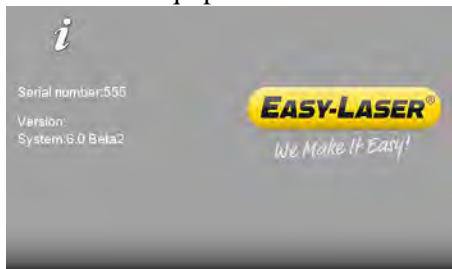 i
Serial number:555
Version:
System:6.0 Beta2
EASY-LASER®
We Make It Easy!